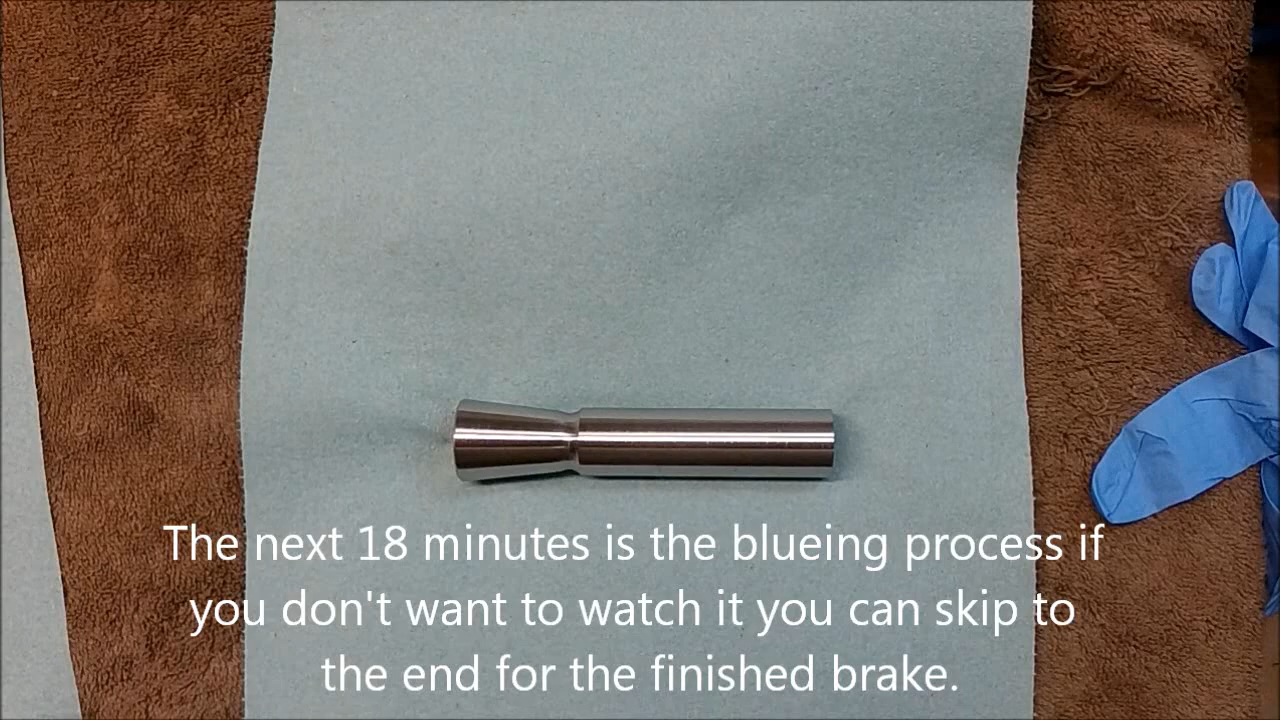 The next 18 minutes is the blueing process if
you don't want to watch it you can skip to
the end for the finished brake.